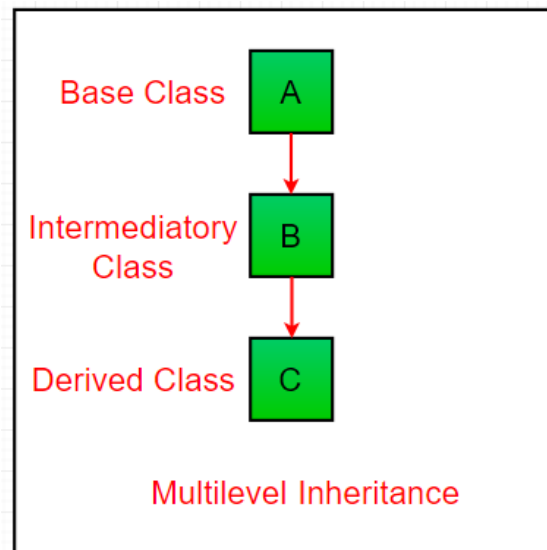 Base Class
A
Intermediatory
Class
B
Derived Class
C
Multilevel Inheritance